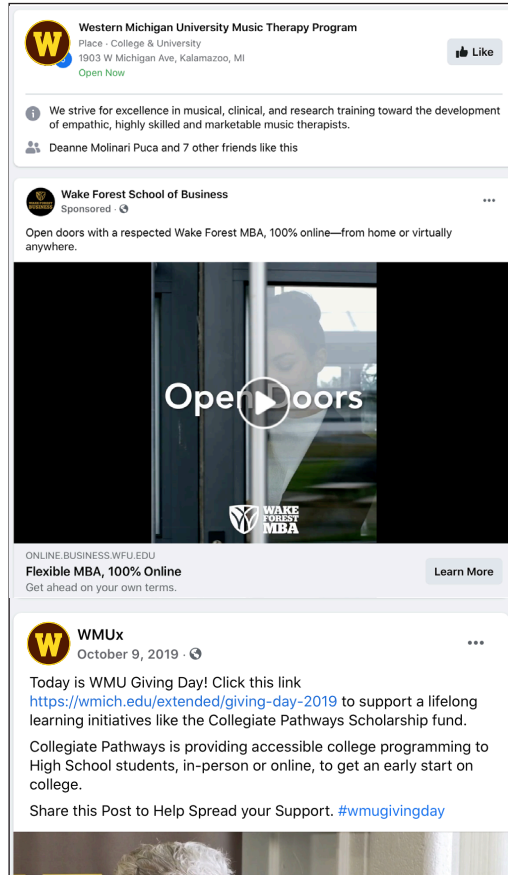 W
Western Michigan University Music Therapy Program
Place · College & University
1903 W Michigan Ave, Kalamazoo, MI
Open Now
Like
We strive for excellence in musical, clinical, and research training toward the development
of empathic, highly skilled and marketable music therapists.
Deanne Molinari Puca and 7 other friends like this
WAKE FOREST
BUSINESS
Wake Forest School of Business
Sponsored ·
Open doors with a respected Wake Forest MBA, 100% online—from home or virtually
anywhere.
Open Doors
WAKE
FOREST
MBA
ONLINE.BUSINESS.WFU.EDU
Flexible MBA, 100% Online
Get ahead on your own terms.
Learn More
W
WMUx
October 9, 2019 ·
Today is WMU Giving Day! Click this link
https://wmich.edu/extended/giving-day-2019 to support a lifelong
learning initiatives like the Collegiate Pathways Scholarship fund.
Collegiate Pathways is providing accessible college programming to
High School students, in-person or online, to get an early start on
college.
Share this Post to Help Spread your Support. #wmugivingday